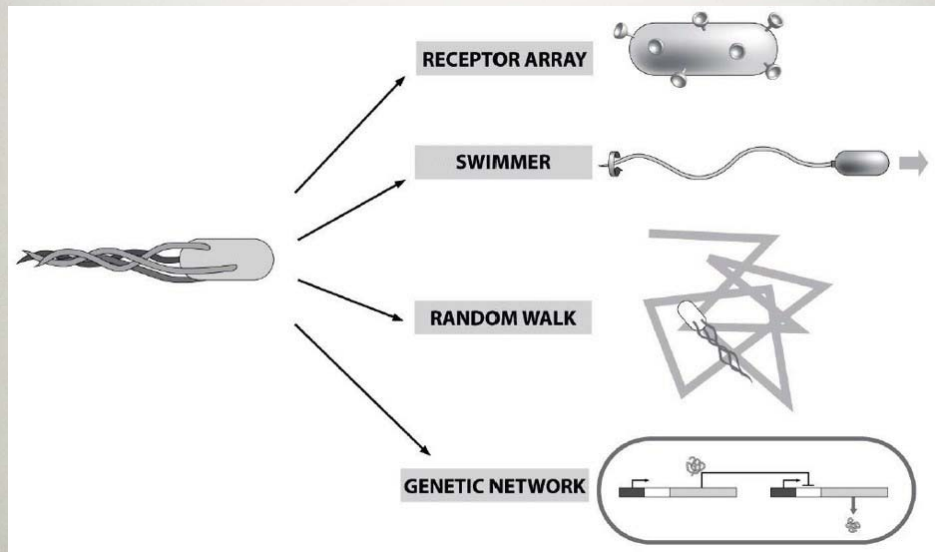 RECEPTOR ARRAY
SWIMMER
RANDOM WALK
GENETIC NETWORK